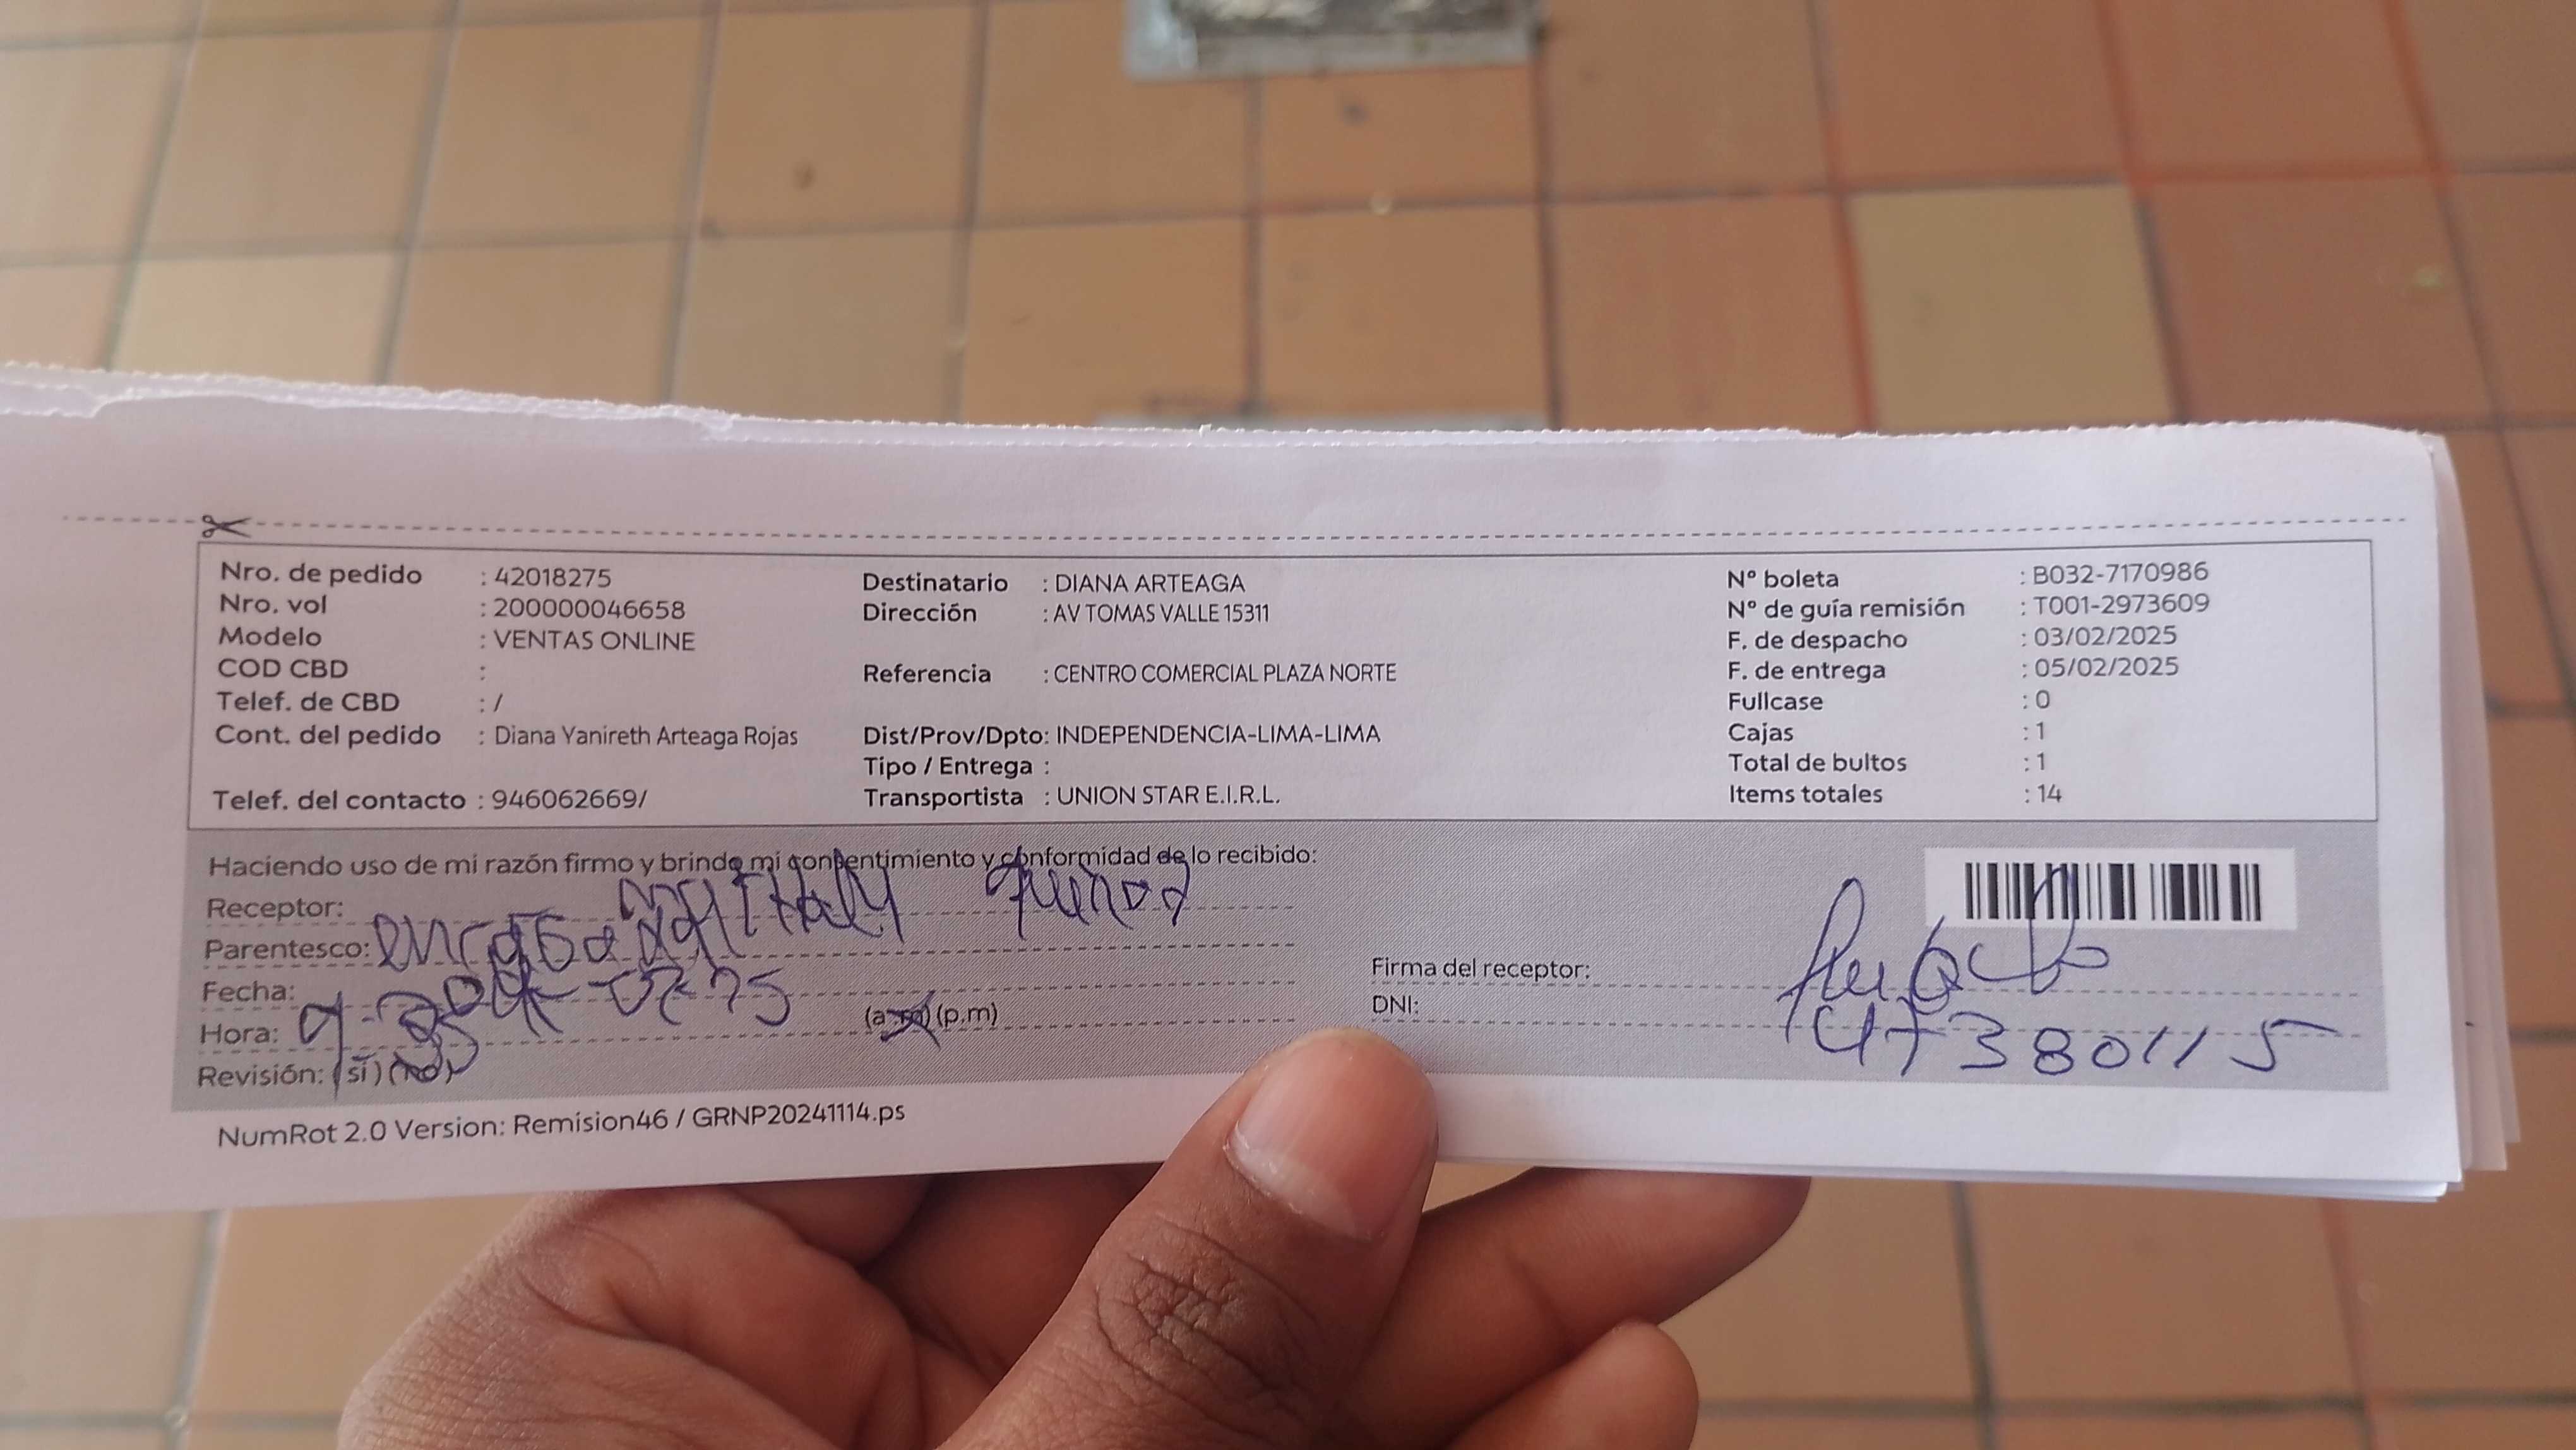 Nro. de pedido : 42018275
Nro. vol : 200000046658
Modelo : VENTAS ONLINE
COD CBD :
Telef. de CBD : /
Cont. del pedido : Diana Yanireth Arteaga Rojas
Telef. del contacto : 946062669/
Destinatario : DIANA ARTEAGA
Dirección : AV TOMAS VALLE 15311
Referencia : CENTRO COMERCIAL PLAZA NORTE
Dist/Prov/Dpto: INDEPENDENCIA-LIMA-LIMA
Tipo / Entrega :
Transportista : UNION STAR E.I.R.L.
N° boleta : B032-7170986
N° de guía remisión : T001-2973609
F. de despacho : 03/02/2025
F. de entrega : 05/02/2025
Fullcase : 0
Cajas : 1
Total de bultos : 1
Items totales : 14
Haciendo uso de mi razón firmo y brindo mi consentimiento y conformidad de lo recibido:
Receptor:
Parentesco:
Fecha:
Hora: 9-35 (a.m) (p.m)
Revisión: (si) (no)
Firma del receptor:
DNI: 47380115
NumRot 2.0 Version: Remision46 / GRNP20241114.ps